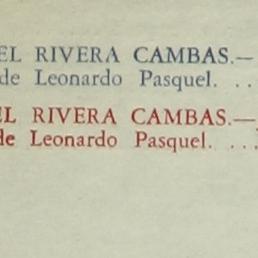 EL RIVERA CAMBAS.—
de Leonardo Pasquel. . .
EL RIVERA CAMBAS.—
de Leonardo Pasquel. . . .